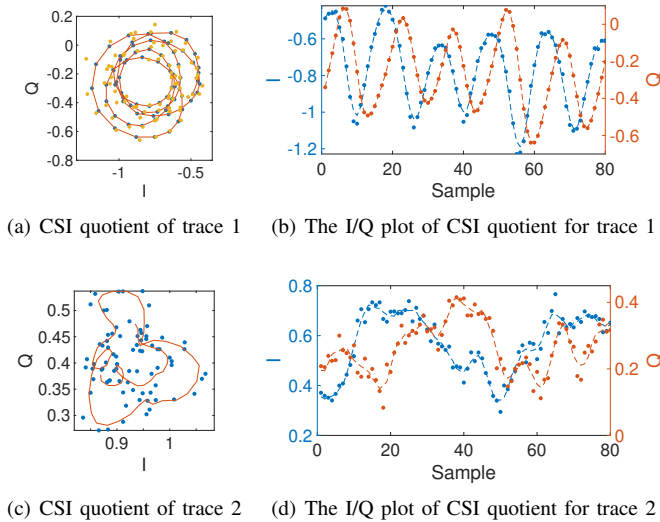 0.2
0
-0.2
-0.4
-0.6
-0.8
Q
-1
-0.5
I
-0.6
-0.8
-1
-1.2
I
0
-0.2
-0.4
-0.6
Q
0
20
40
60
80
Sample
(a) CSI quotient of trace 1
(b) The I/Q plot of CSI quotient for trace 1
0.5
0.45
0.4
0.35
0.3
Q
0.9
1
I
0.8
0.6
0.4
0.2
I
0.4
0.2
0
Q
0
20
40
60
80
Sample
(c) CSI quotient of trace 2
(d) The I/Q plot of CSI quotient for trace 2